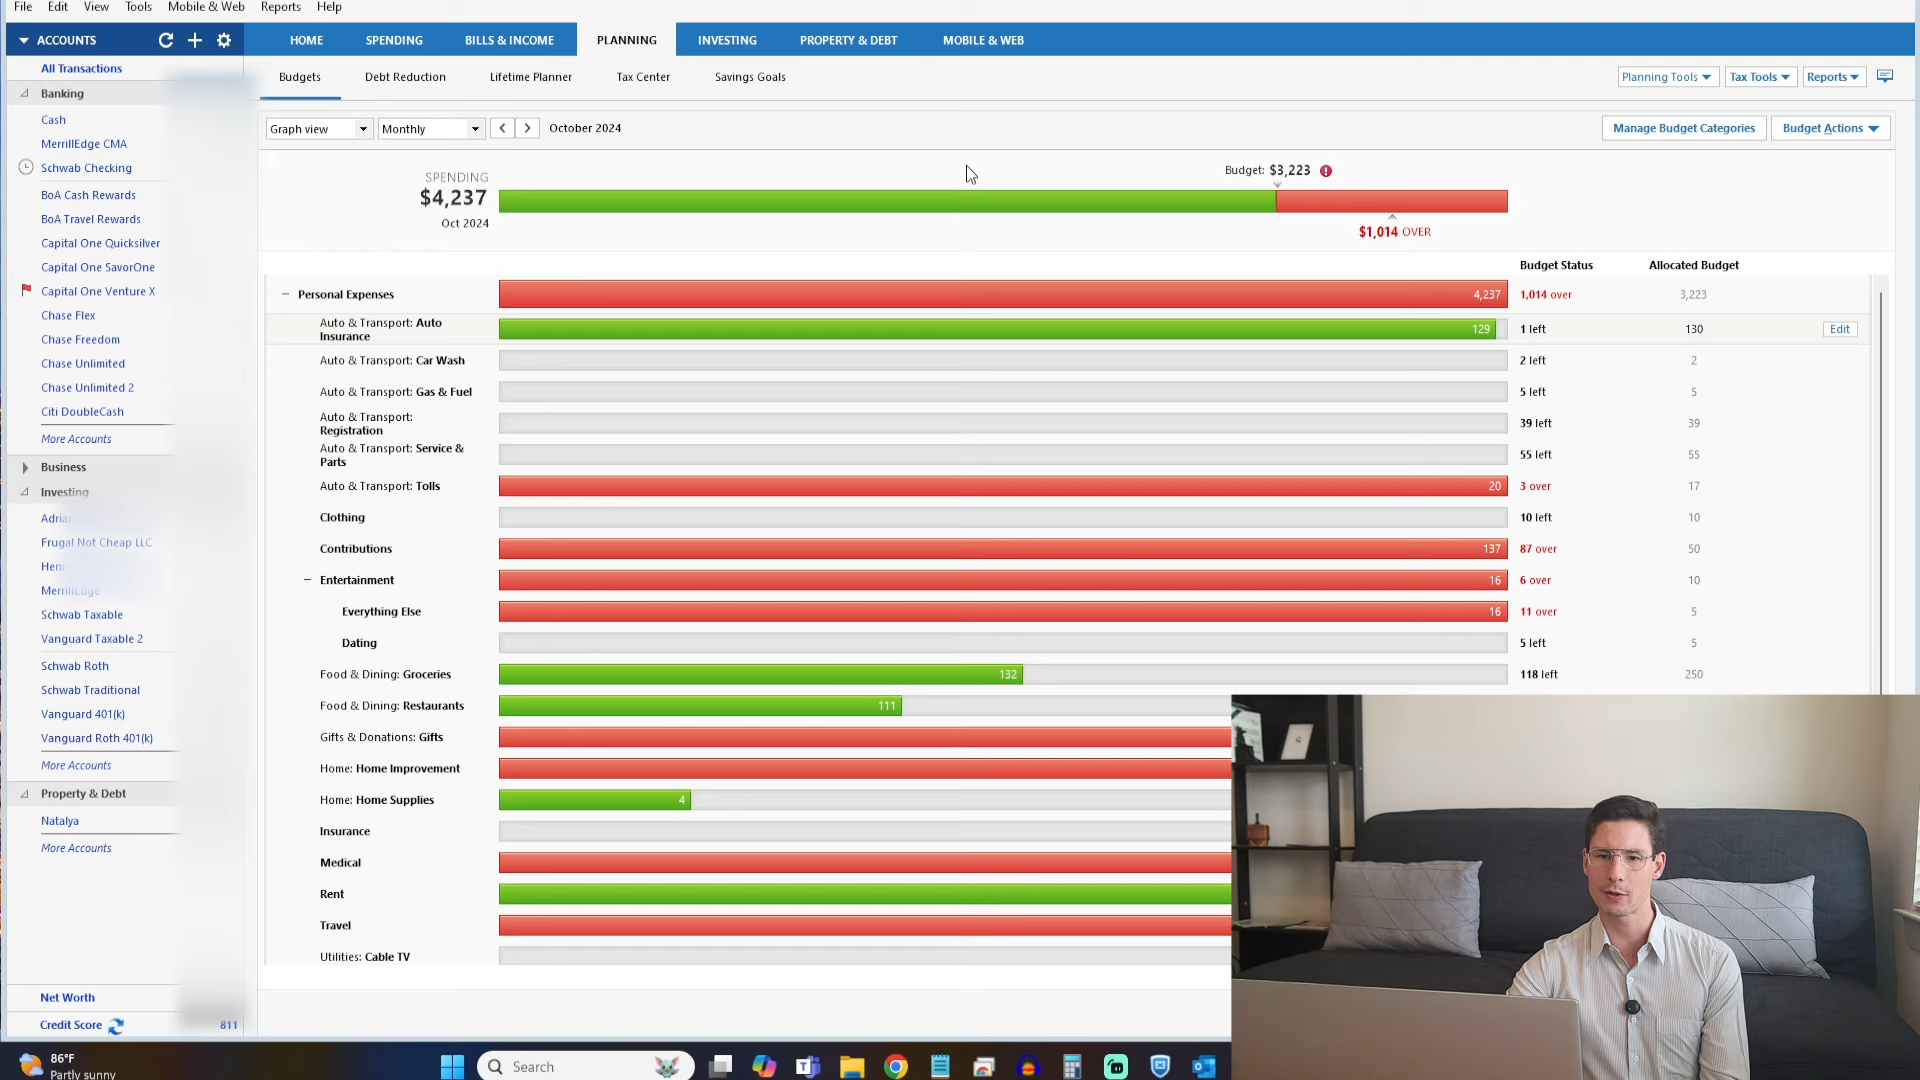 File Edit View Tools Mobile & Web Reports Help
ACCOUNTS
HOME SPENDING BILLS & INCOME PLANNING INVESTING PROPERTY & DEBT MOBILE & WEB
All Transactions
Budgets Debt Reduction Lifetime Planner Tax Center Savings Goals
Planning Tools Tax Tools Reports
Banking
Cash
MerrillEdge CMA
Schwab Checking
BoA Cash Rewards
BoA Travel Rewards
Capital One Quicksilver
Capital One SavorOne
Capital One Venture X
Chase Flex
Chase Freedom
Chase Unlimited
Chase Unlimited 2
Citi DoubleCash
More Accounts
Business
Investing
Adria
Frugal Not Cheap LLC
Hen
MerrillEdge
Schwab Taxable
Vanguard Taxable 2
Schwab Roth
Schwab Traditional
Vanguard 401(k)
Vanguard Roth 401(k)
More Accounts
Property & Debt
Natalya
More Accounts
Net Worth
Credit Score 811
Graph view Monthly October 2024
Manage Budget Categories Budget Actions
SPENDING
$4,237
Oct 2024
Budget: $3,223
$1,014 OVER
Budget Status Allocated Budget
Personal Expenses 4,237 1,014 over 3,223
Auto & Transport: Auto
Insurance 129 1 left 130 Edit
Auto & Transport: Car Wash 2 left 2
Auto & Transport: Gas & Fuel 5 left 5
Auto & Transport:
Registration 39 left 39
Auto & Transport: Service &
Parts 55 left 55
Auto & Transport: Tolls 20 3 over 17
Clothing 10 left 10
Contributions 137 87 over 50
Entertainment 16 6 over 10
Everything Else 16 11 over 5
Dating 5 left 5
Food & Dining: Groceries 132 118 left 250
Food & Dining: Restaurants 111
Gifts & Donations: Gifts
Home: Home Improvement
Home: Home Supplies 4
Insurance
Medical
Rent
Travel
Utilities: Cable TV
86°F
Partly sunny
Search